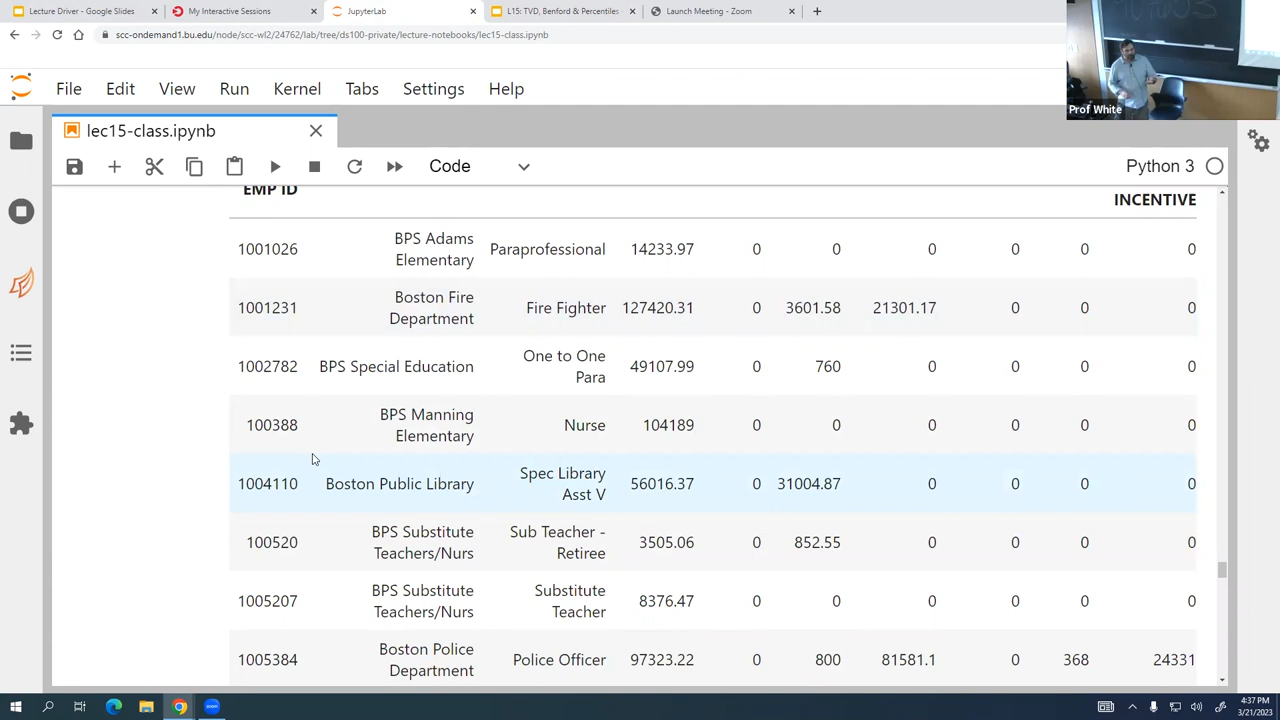 Lecture Driver - Google Slides
My Interactive Sessions
JupyterLab
L15: TVD, Benford & Percentiles
Launch Meeting - Zoom
scc-ondemand1.bu.edu/node/scc-wl2/24762/lab/tree/ds100-private/lecture-notebooks/lec15-class.ipynb
File Edit View Run Kernel Tabs Settings Help
Prof White
lec15-class.ipynb
Code
Python 3
EMP ID
INCENTIVE
1001026 BPS Adams Elementary Paraprofessional 14233.97 0 0 0 0 0 0
1001231 Boston Fire Department Fire Fighter 127420.31 0 3601.58 21301.17 0 0 0
1002782 BPS Special Education One to One Para 49107.99 0 760 0 0 0 0
100388 BPS Manning Elementary Nurse 104189 0 0 0 0 0 0
1004110 Boston Public Library Spec Library Asst V 56016.37 0 31004.87 0 0 0 0
100520 BPS Substitute Teachers/Nurs Sub Teacher - Retiree 3505.06 0 852.55 0 0 0 0
1005207 BPS Substitute Teachers/Nurs Substitute Teacher 8376.47 0 0 0 0 0 0
1005384 Boston Police Department Police Officer 97323.22 0 800 81581.1 0 368 24331
4:37 PM
3/21/2023